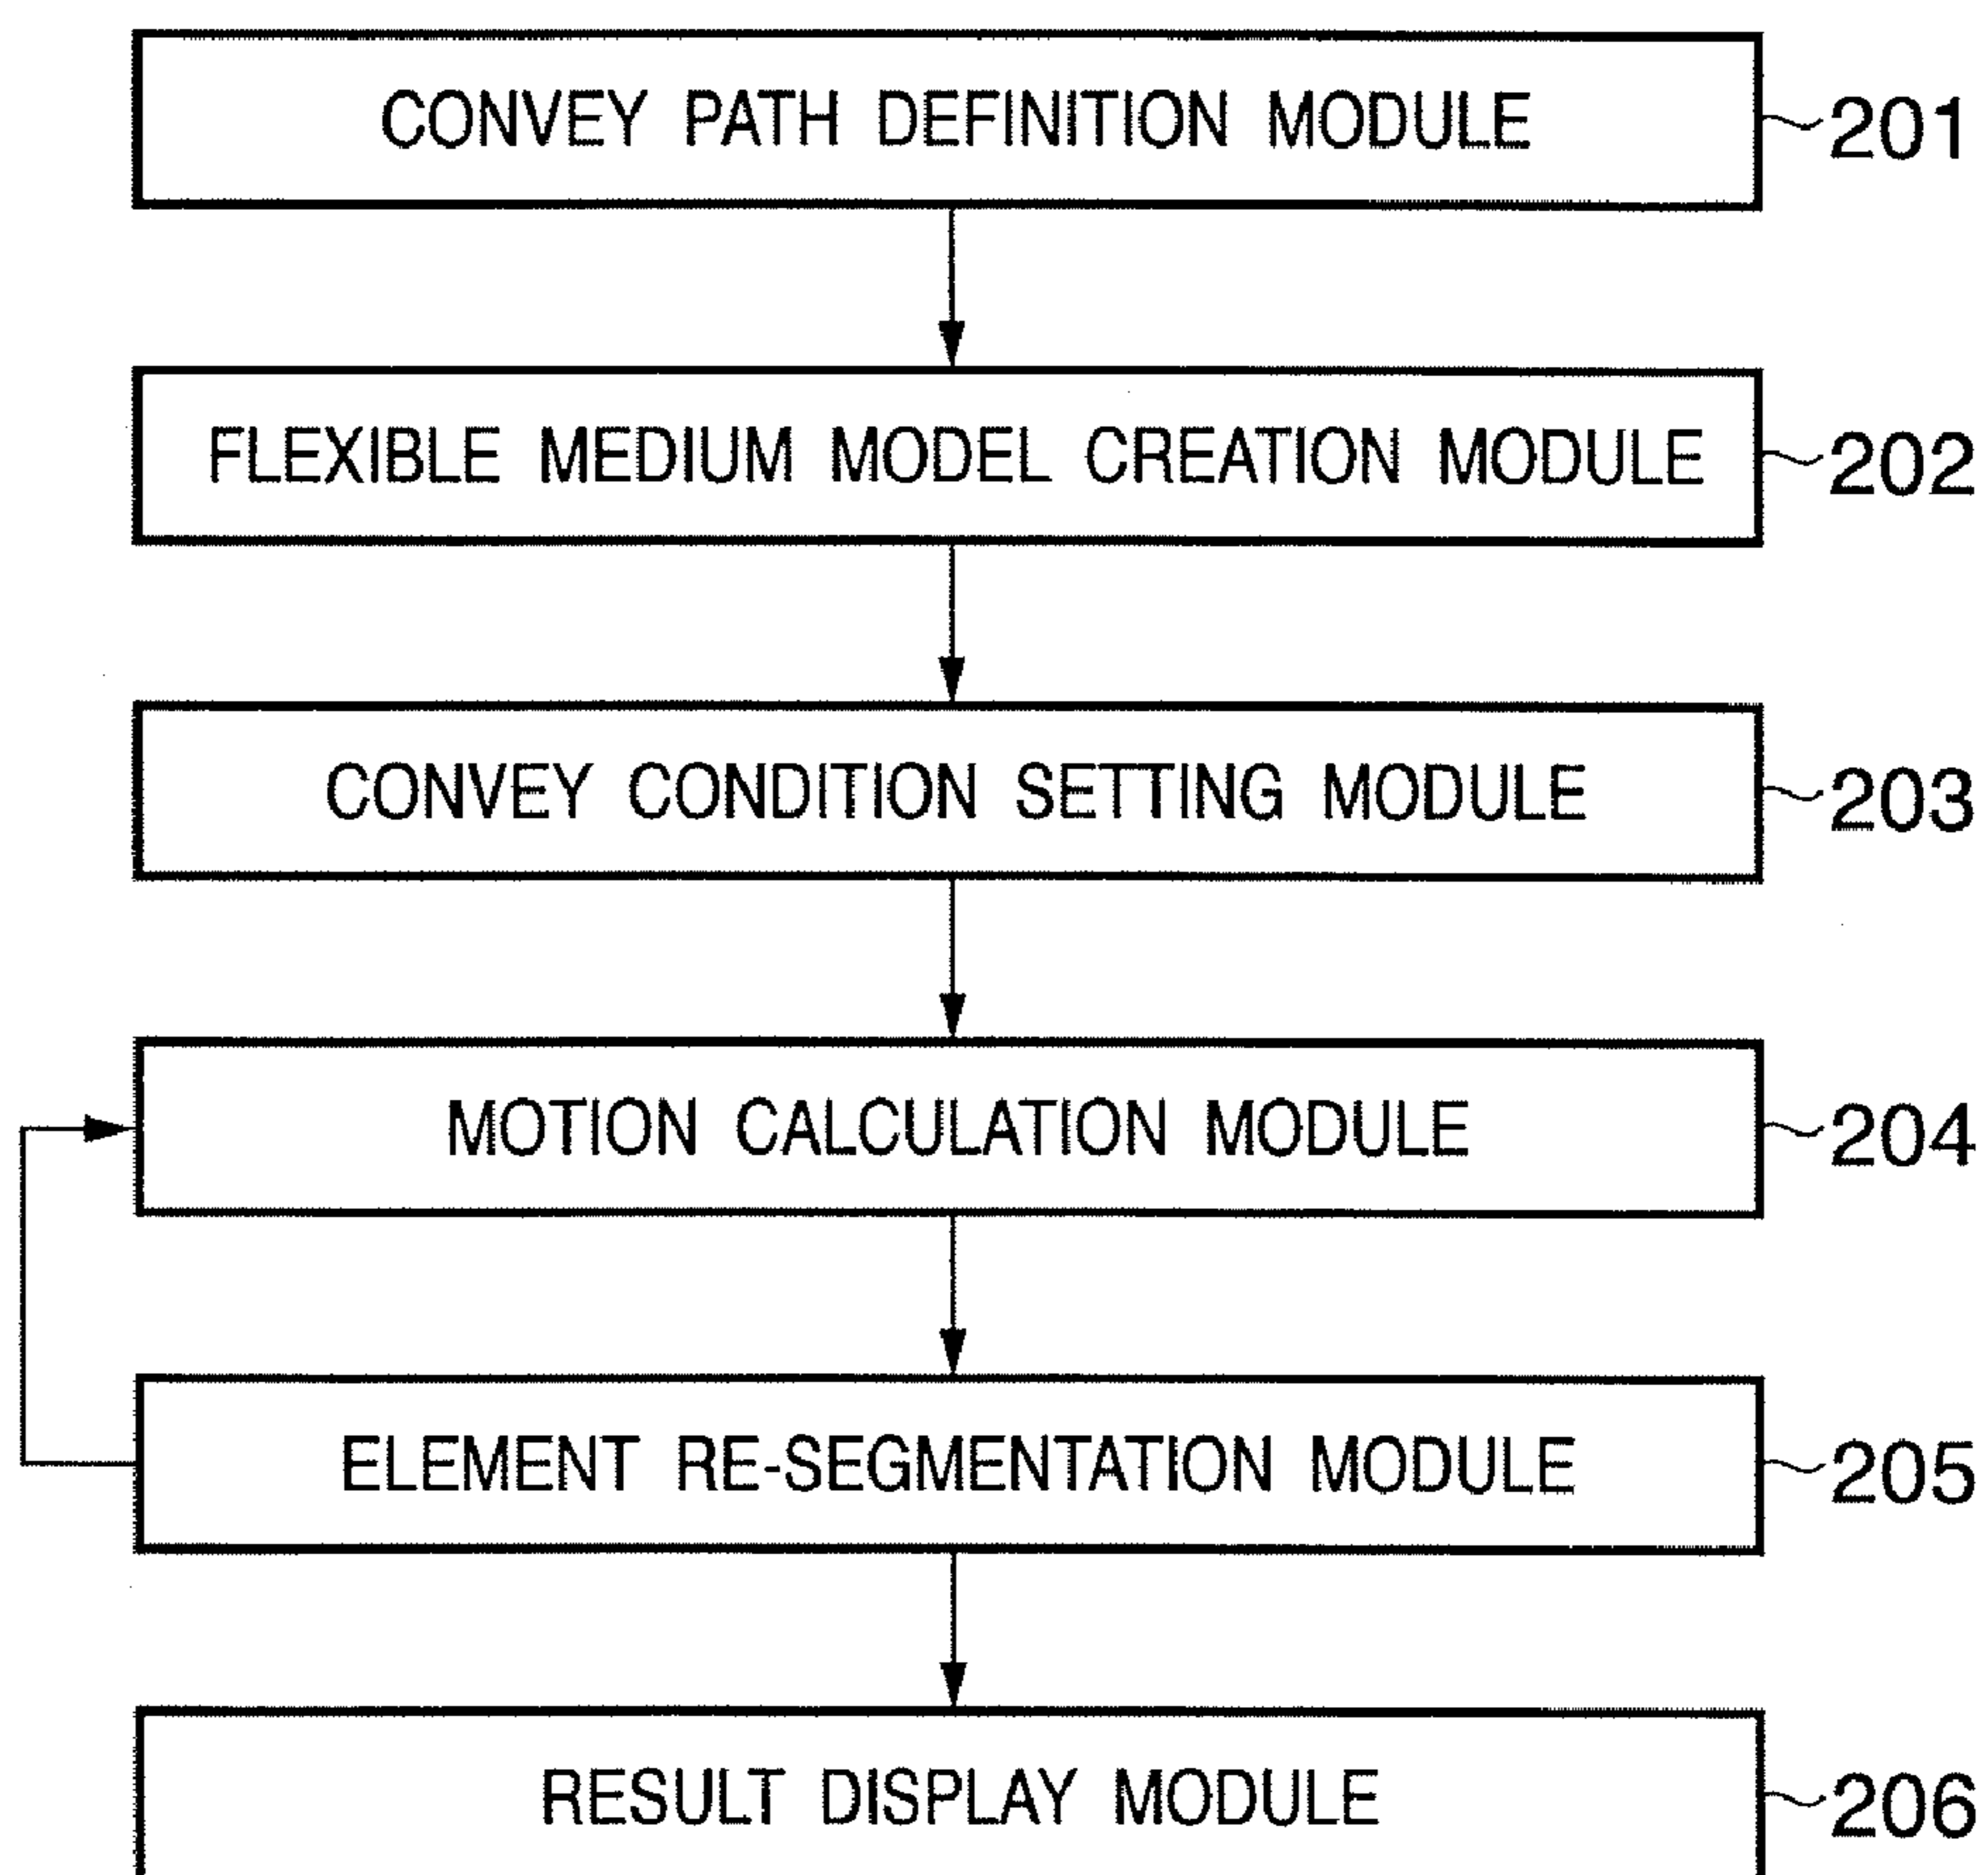 CONVEY PATH DEFINITION MODULE 201
FLEXIBLE MEDIUM MODEL CREATION MODULE 202
CONVEY CONDITION SETTING MODULE 203
MOTION CALCULATION MODULE 204
ELEMENT RE-SEGMENTATION MODULE 205
RESULT DISPLAY MODULE 206